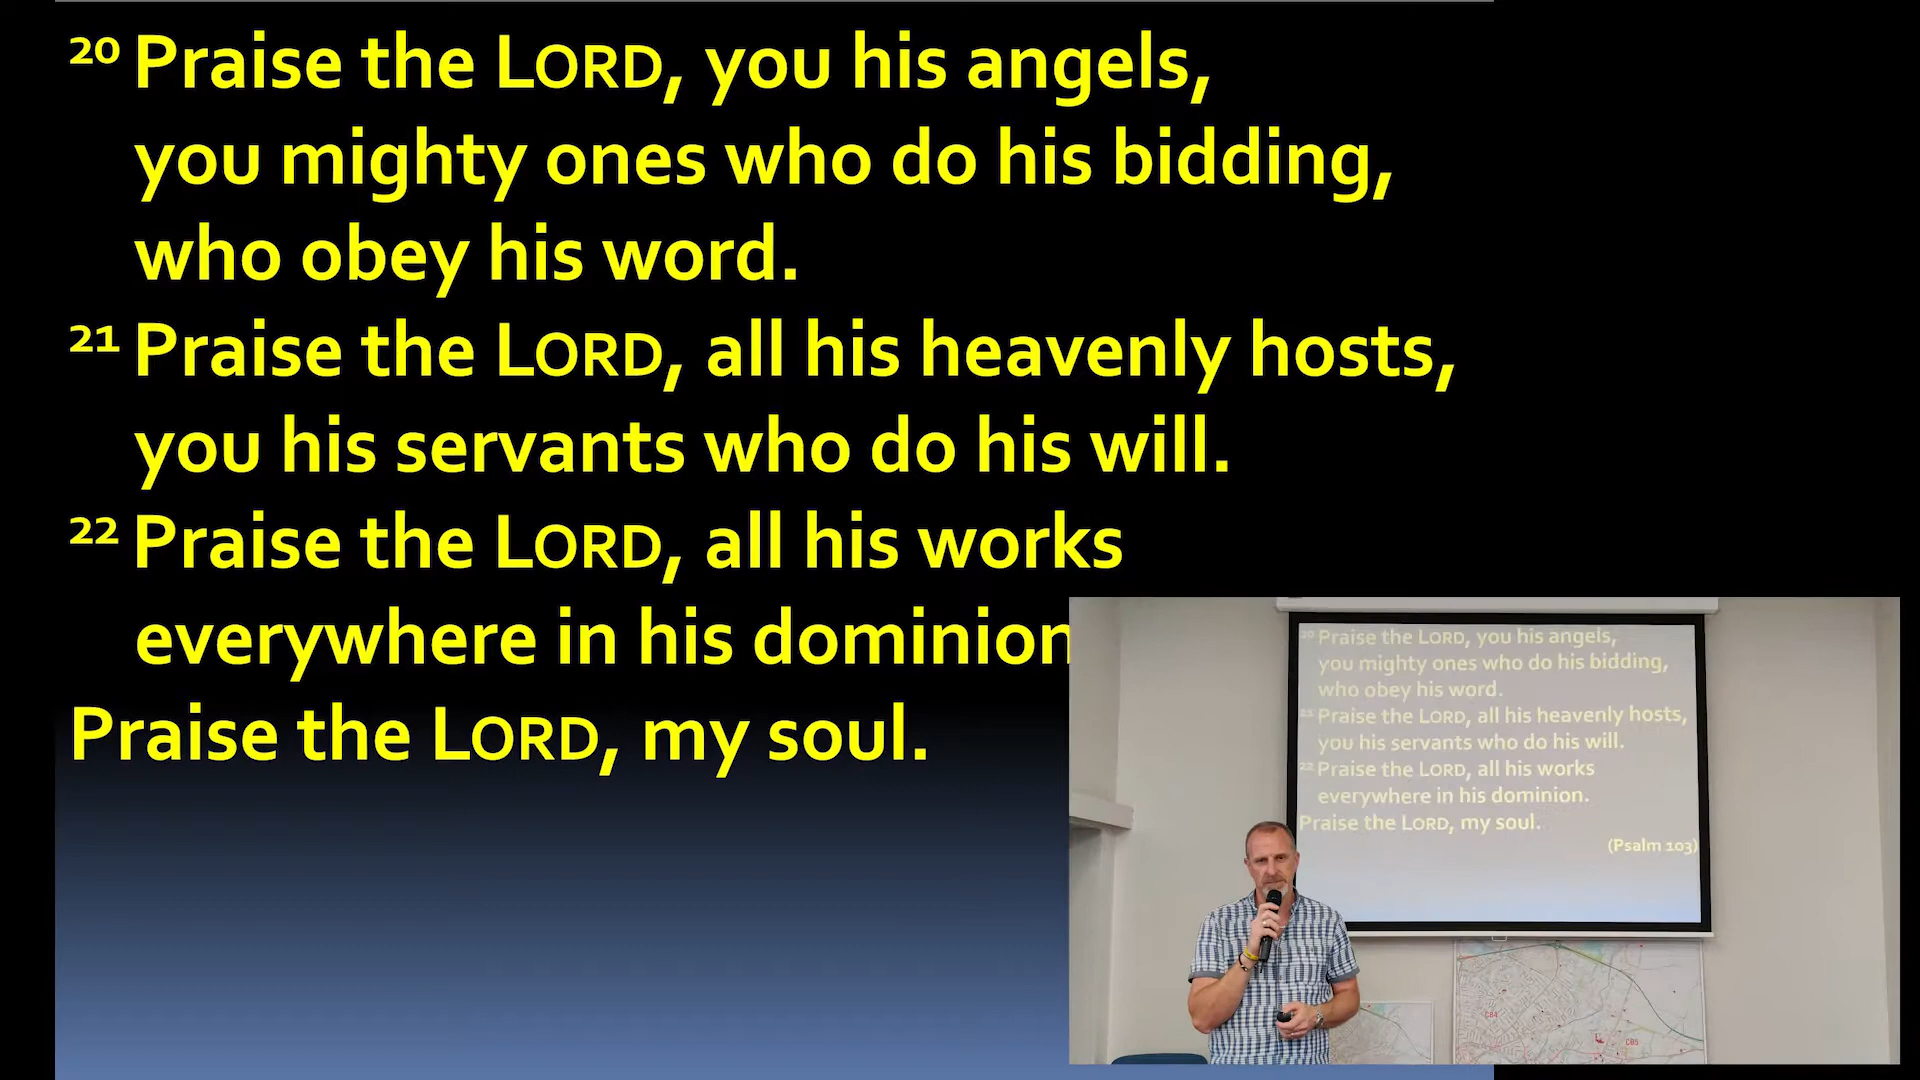 20 Praise the LORD, you his angels,
you mighty ones who do his bidding,
who obey his word.
21 Praise the LORD, all his heavenly hosts,
you his servants who do his will.
22 Praise the LORD, all his works
everywhere in his dominion
Praise the LORD, my soul.
20 Praise the LORD, you his angels,
you mighty ones who do his bidding,
who obey his word.
21 Praise the LORD, all his heavenly hosts,
you his servants who do his will.
22 Praise the LORD, all his works
everywhere in his dominion.
Praise the LORD, my soul.
(Psalm 103)
CB4
CB5